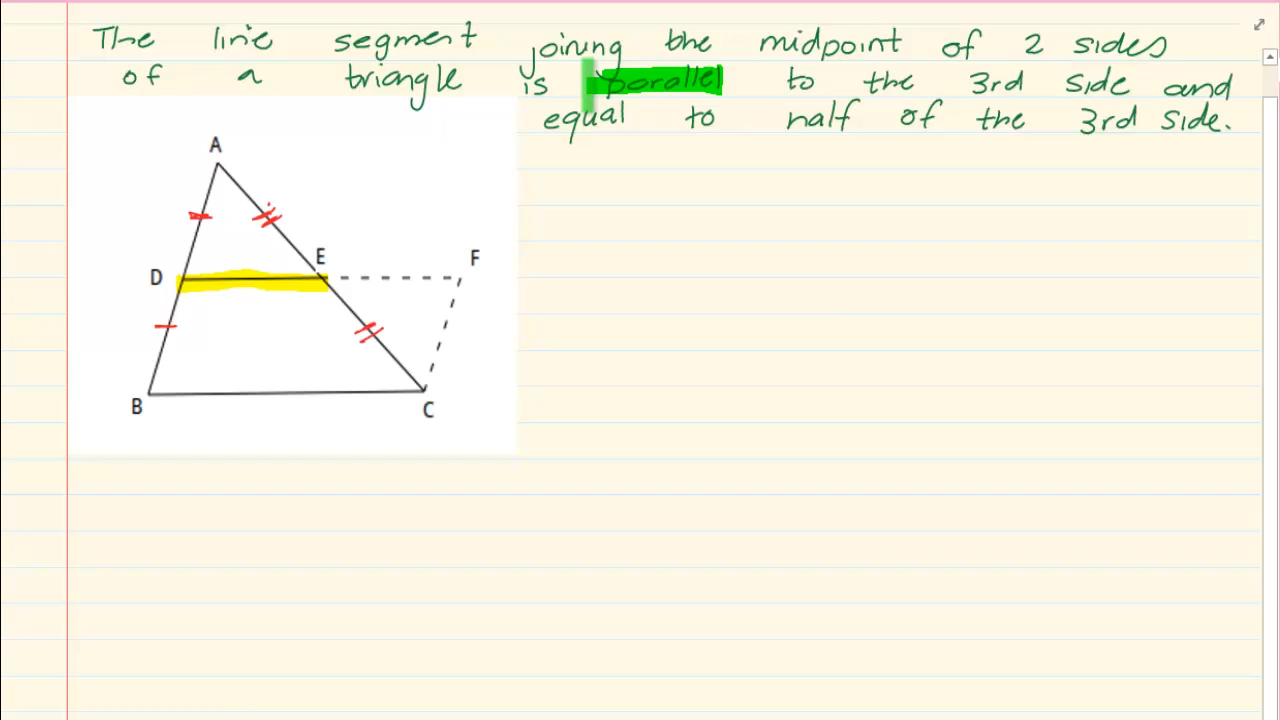 The line segment joining the midpoint of 2 sides
of a triangle is parallel to the 3rd side and
equal to half of the 3rd side.
A
E
F
D
B
C